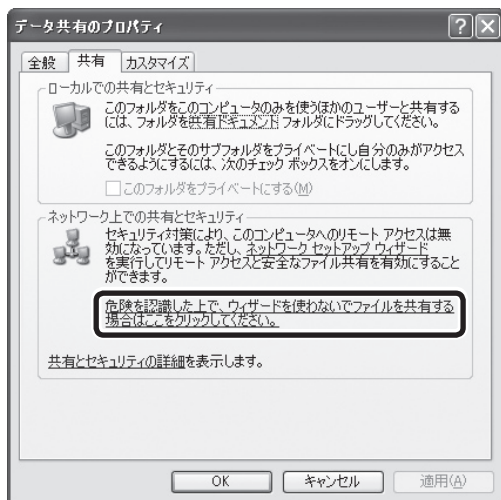 データ共有のプロパティ
全般 共有 カスタマイズ
ローカルでの共有とセキュリティ
このフォルダをこのコンピュータのみを使うほかのユーザーと共有する
には、フォルダを共有ドキュメント フォルダにドラッグしてください。
このフォルダとそのサブフォルダをプライベートにし自分のみがアクセス
できるようにするには、次のチェック ボックスをオンにします。
このフォルダをプライベートにする(M)
ネットワーク上での共有とセキュリティ
セキュリティ対策により、このコンピュータへのリモート アクセスは無
効になっています。ただし、ネットワーク セットアップ ウィザード
を実行してリモート アクセスと安全なファイル共有を有効にすること
ができます。
危険を認識した上で、ウィザードを使わないでファイルを共有する
場合はここをクリックしてください。
共有とセキュリティの詳細を表示します。
OK キャンセル 適用(A)